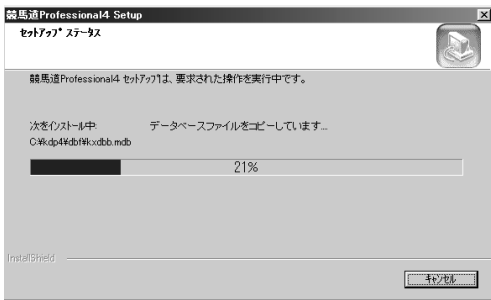 競馬道Professional4 Setup
ｾｯﾄｱｯﾌﾟ ｽﾃｰﾀｽ
競馬道Professional4 ｾｯﾄｱｯﾌﾟは、要求された操作を実行中です。
次をｲﾝｽﾄｰﾙ中: データベースファイルをコピーしています...
C:¥kdp4¥dbf¥kxdbb.mdb
21%
InstallShield
ｷｬﾝｾﾙ